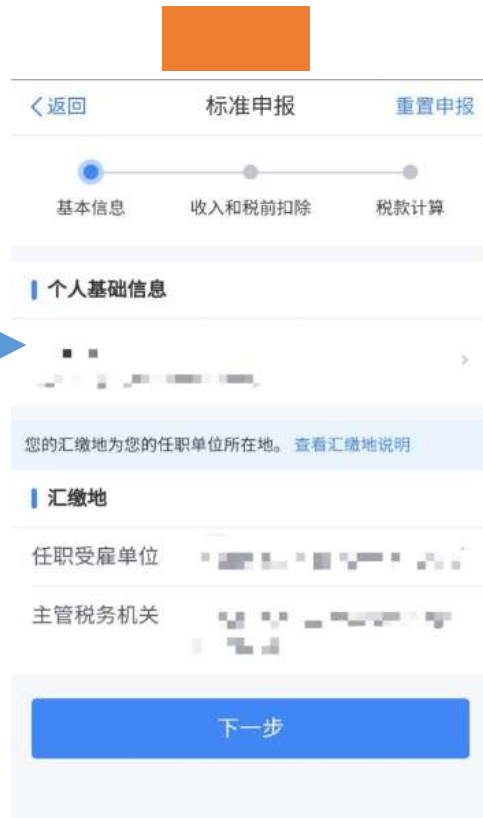 返回 标准申报 重置申报
基本信息 收入和税前扣除 税款计算
个人基础信息
您的汇缴地为您的任职单位所在地。 查看汇缴地说明
汇缴地
任职受雇单位
主管税务机关
下一步